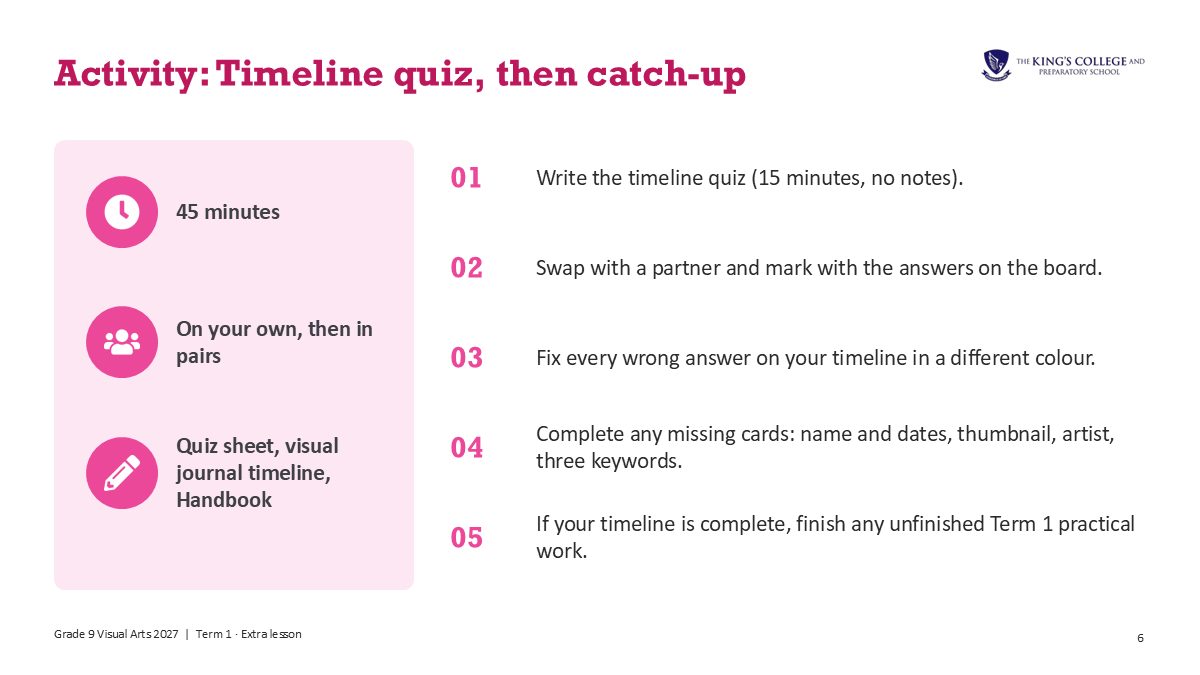 Activity: Timeline quiz, then catch-up
THE KING'S COLLEGE AND
PREPARATORY SCHOOL
45 minutes
On your own, then in
pairs
Quiz sheet, visual
journal timeline,
Handbook
01
Write the timeline quiz (15 minutes, no notes).
02
Swap with a partner and mark with the answers on the board.
03
Fix every wrong answer on your timeline in a different colour.
04
Complete any missing cards: name and dates, thumbnail, artist,
three keywords.
05
If your timeline is complete, finish any unfinished Term 1 practical
work.
Grade 9 Visual Arts 2027 | Term 1 · Extra lesson
6